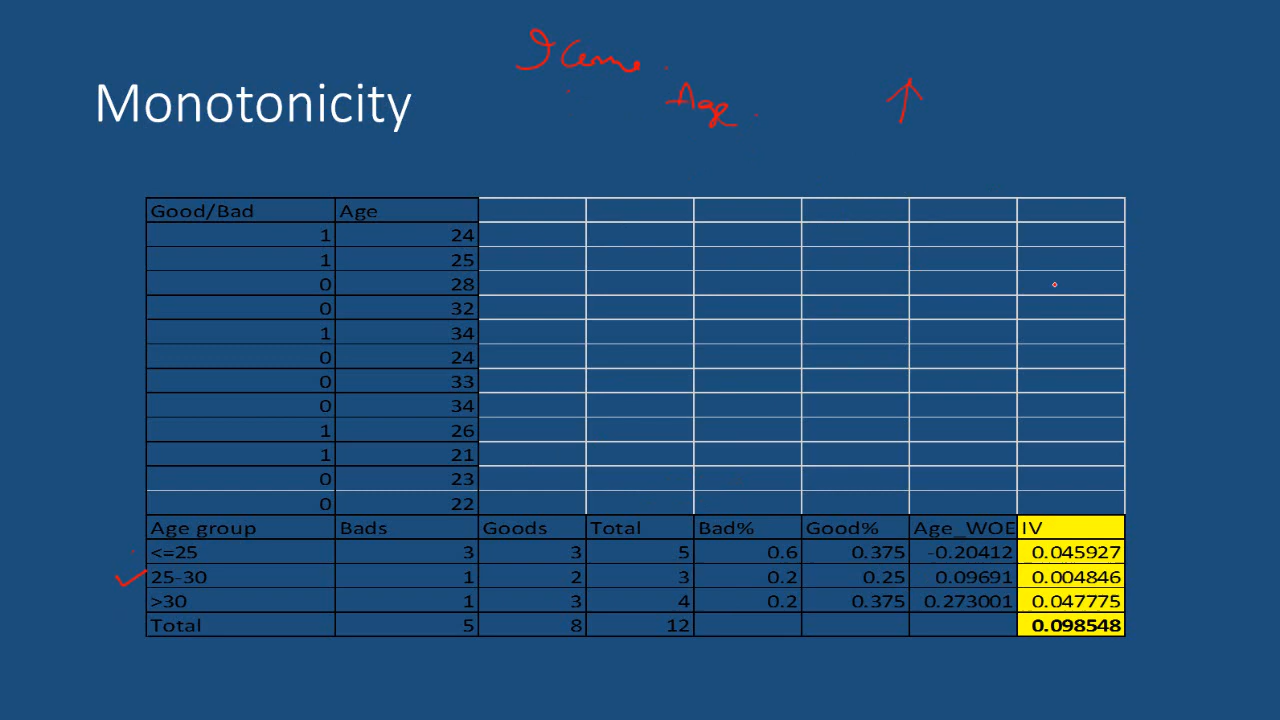 Income
Monotonicity
Age
Good/Bad Age
1 24
1 25
0 28
0 32
1 34
0 24
0 33
0 34
1 26
1 21
0 23
0 22
Age group Bads Goods Total Bad% Good% Age_WOE IV
<=25 3 3 5 0.6 0.375 -0.20412 0.045927
25-30 1 2 3 0.2 0.25 0.09691 0.004846
>30 1 3 4 0.2 0.375 0.273001 0.047775
Total 5 8 12 0.098548